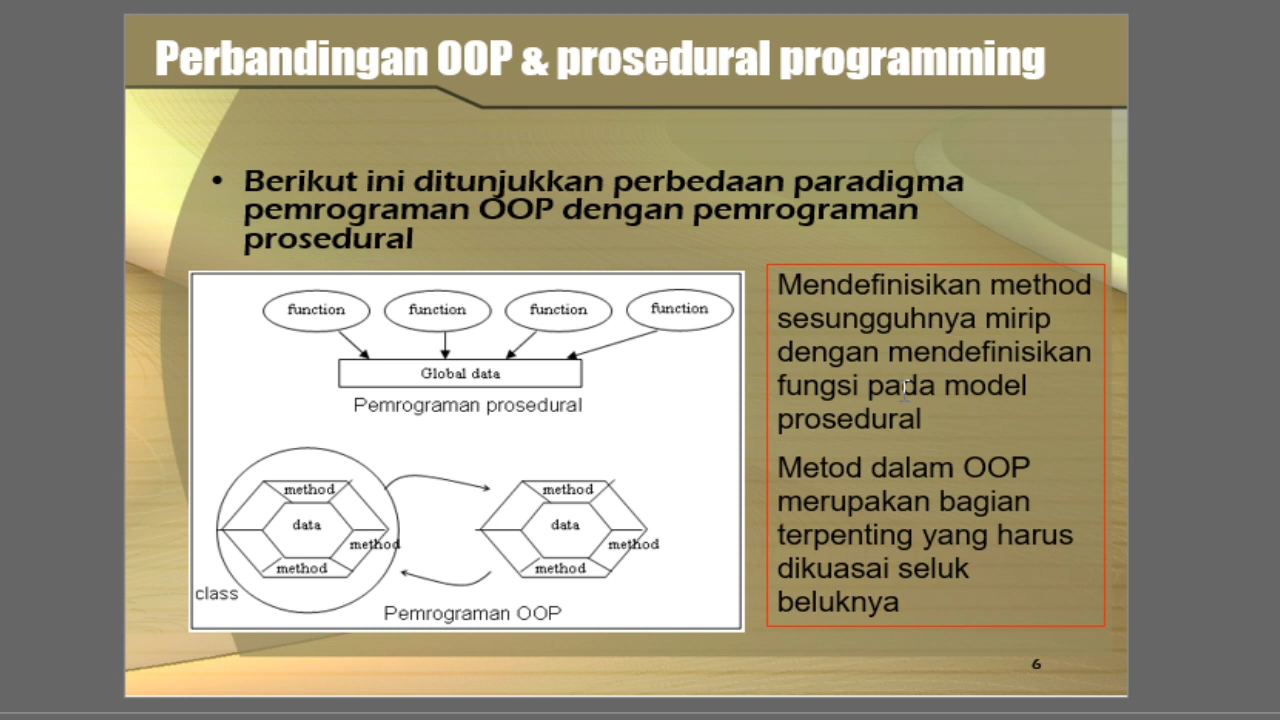 Perbandingan OOP & prosedural programming
• Berikut ini ditunjukkan perbedaan paradigma
pemrograman OOP dengan pemrograman
prosedural
function function function function
Global data
Pemrograman prosedural
method
data
method
method
class
method
data
method
method
Pemrograman OOP
Mendefinisikan method
sesungguhnya mirip
dengan mendefinisikan
fungsi pada model
prosedural
Metod dalam OOP
merupakan bagian
terpenting yang harus
dikuasai seluk
beluknya
6